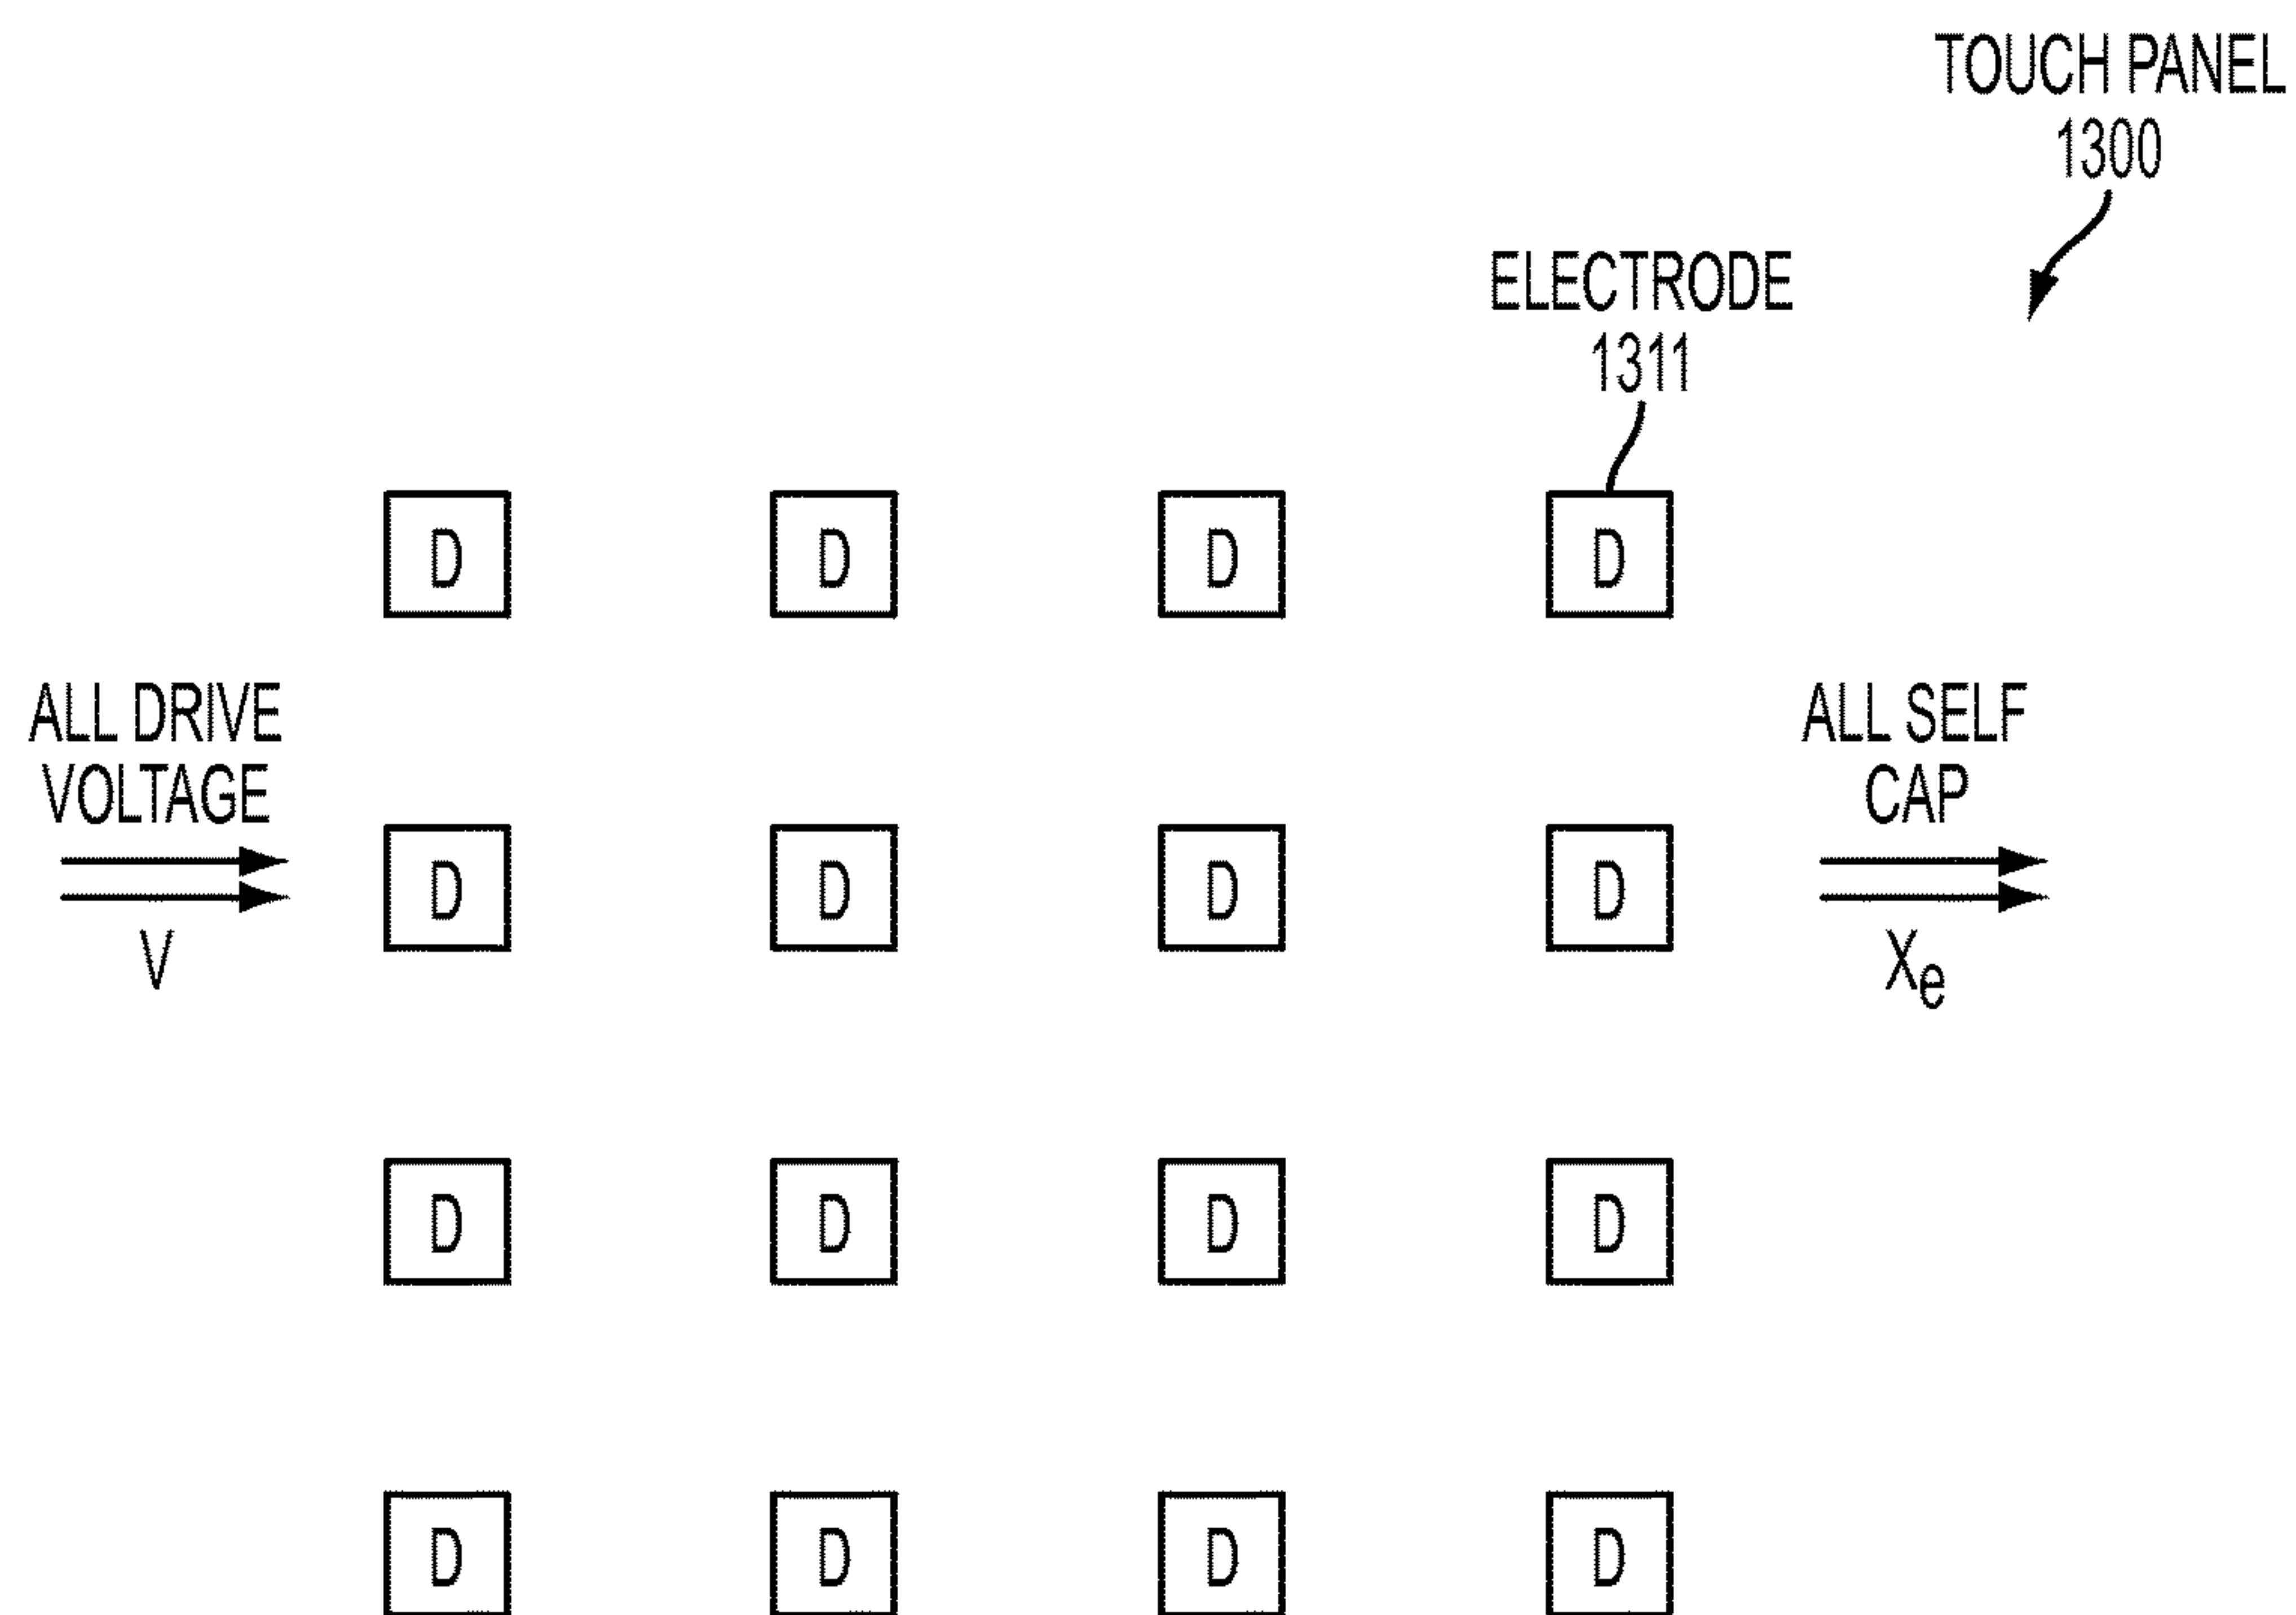 TOUCH PANEL
1300
ELECTRODE
1311
D D D D
ALL DRIVE
VOLTAGE
V
D D D D
ALL SELF
CAP
Xe
D D D D
D D D D